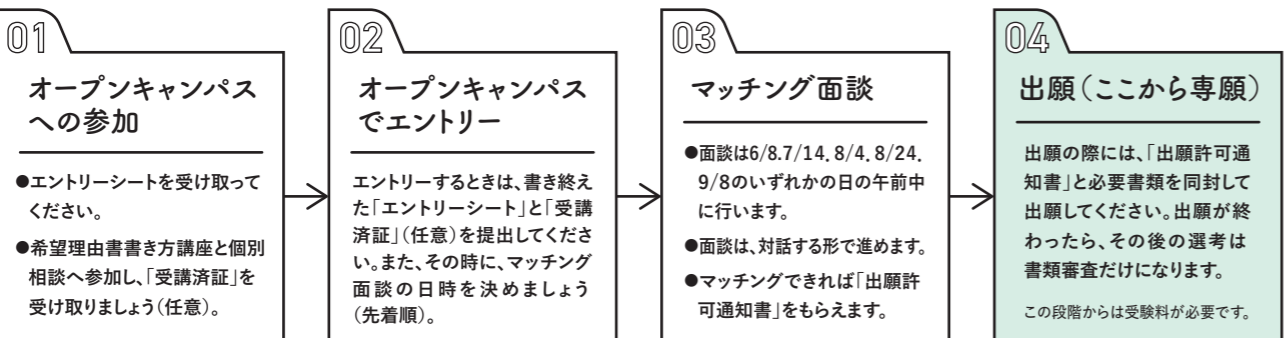 01
オープンキャンパス
への参加
●エントリーシートを受け取って
ください。
●希望理由書書き方講座と個別
相談へ参加し、「受講済証」を
受け取りましょう(任意)。
02
オープンキャンパス
でエントリー
エントリーするときは、書き終え
た「エントリーシート」と「受講
済証」(任意)を提出してくださ
い。また、その時に、マッチング
面談の日時を決めましょう
(先着順)。
03
マッチング面談
●面談は6/8.7/14.8/4.8/24.
9/8のいずれかの日の午前中
に行います。
●面談は、対話する形で進めます。
●マッチングできれば「出願許
可通知書」をもらえます。
04
出願(ここから専願)
出願の際には、「出願許可通
知書」と必要書類を同封して
出願してください。出願が終
わったら、その後の選考は
書類審査だけになります。
この段階からは受験料が必要です。